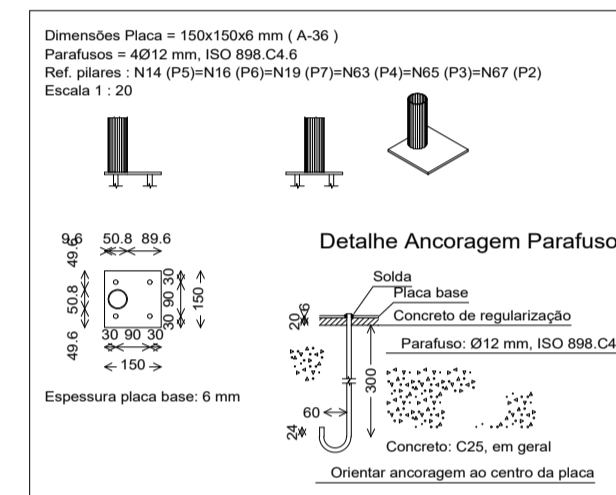 Dimensões Placa = 150x150x6 mm ( A-36 )
Parafusos = 4Ø12 mm, ISO 898.C4.6
Ref. pilares : N14 (P5)=N16 (P6)=N19 (P7)=N63 (P4)=N65 (P3)=N67 (P2)
Escala 1 : 20
9.6 50.8 89.6
49.6
50.8
49.6
30
90
30
150
30 90 30
150
Espessura placa base: 6 mm
Detalhe Ancoragem Parafuso
Solda
Placa base
Concreto de regularização
Parafuso: Ø12 mm, ISO 898.C4
20
6
300
60
24
Concreto: C25, em geral
Orientar ancoragem ao centro da placa